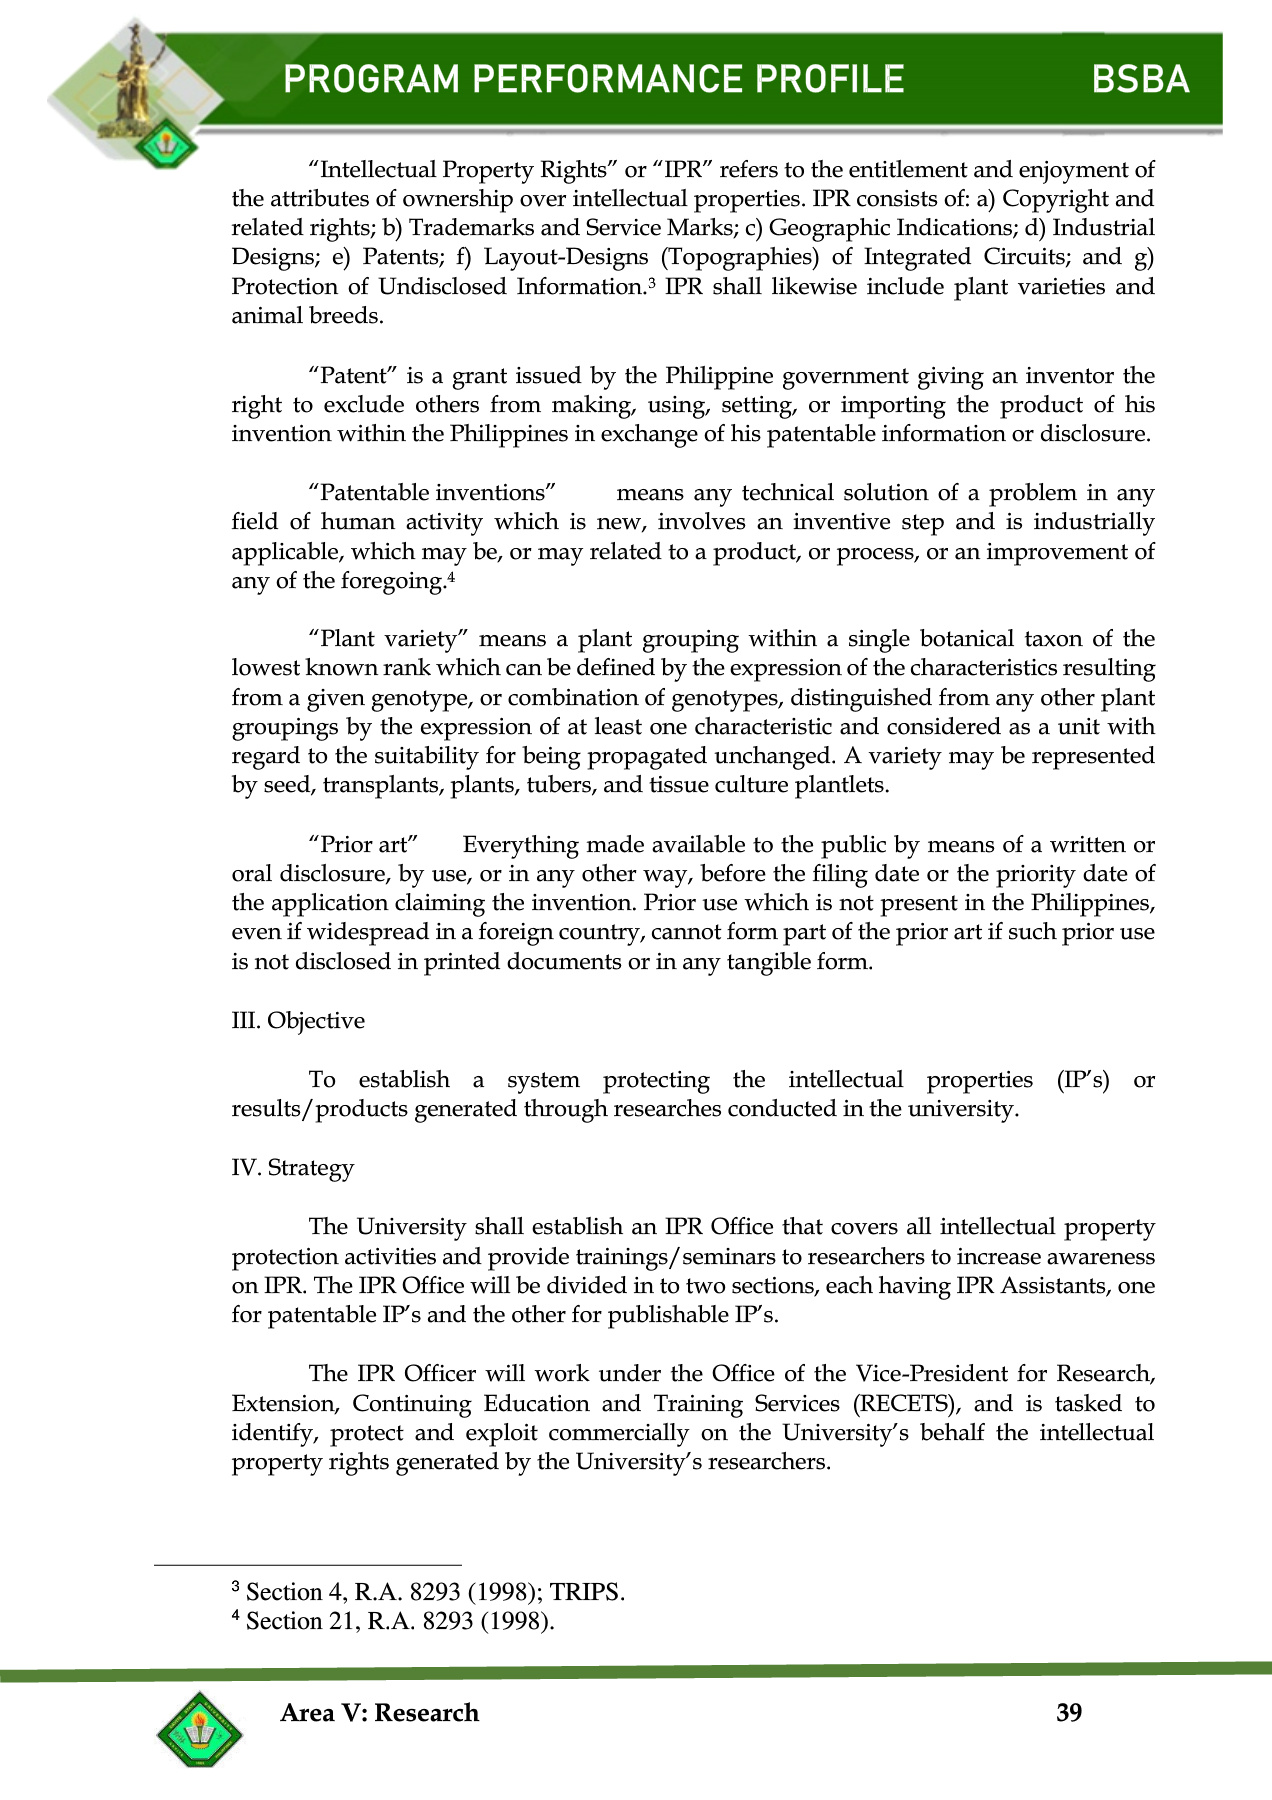 PROGRAM PERFORMANCE PROFILE BSBA
“Intellectual Property Rights” or “IPR” refers to the entitlement and enjoyment of
the attributes of ownership over intellectual properties. IPR consists of: a) Copyright and
related rights; b) Trademarks and Service Marks; c) Geographic Indications; d) Industrial
Designs; e) Patents; f) Layout-Designs (Topographies) of Integrated Circuits; and g)
Protection of Undisclosed Information.³ IPR shall likewise include plant varieties and
animal breeds.
“Patent” is a grant issued by the Philippine government giving an inventor the
right to exclude others from making, using, setting, or importing the product of his
invention within the Philippines in exchange of his patentable information or disclosure.
“Patentable inventions” means any technical solution of a problem in any
field of human activity which is new, involves an inventive step and is industrially
applicable, which may be, or may related to a product, or process, or an improvement of
any of the foregoing.⁴
“Plant variety” means a plant grouping within a single botanical taxon of the
lowest known rank which can be defined by the expression of the characteristics resulting
from a given genotype, or combination of genotypes, distinguished from any other plant
groupings by the expression of at least one characteristic and considered as a unit with
regard to the suitability for being propagated unchanged. A variety may be represented
by seed, transplants, plants, tubers, and tissue culture plantlets.
“Prior art” Everything made available to the public by means of a written or
oral disclosure, by use, or in any other way, before the filing date or the priority date of
the application claiming the invention. Prior use which is not present in the Philippines,
even if widespread in a foreign country, cannot form part of the prior art if such prior use
is not disclosed in printed documents or in any tangible form.
III. Objective
To establish a system protecting the intellectual properties (IP’s) or
results/products generated through researches conducted in the university.
IV. Strategy
The University shall establish an IPR Office that covers all intellectual property
protection activities and provide trainings/seminars to researchers to increase awareness
on IPR. The IPR Office will be divided in to two sections, each having IPR Assistants, one
for patentable IP’s and the other for publishable IP’s.
The IPR Officer will work under the Office of the Vice-President for Research,
Extension, Continuing Education and Training Services (RECETS), and is tasked to
identify, protect and exploit commercially on the University’s behalf the intellectual
property rights generated by the University’s researchers.
³ Section 4, R.A. 8293 (1998); TRIPS.
⁴ Section 21, R.A. 8293 (1998).
Area V: Research 39